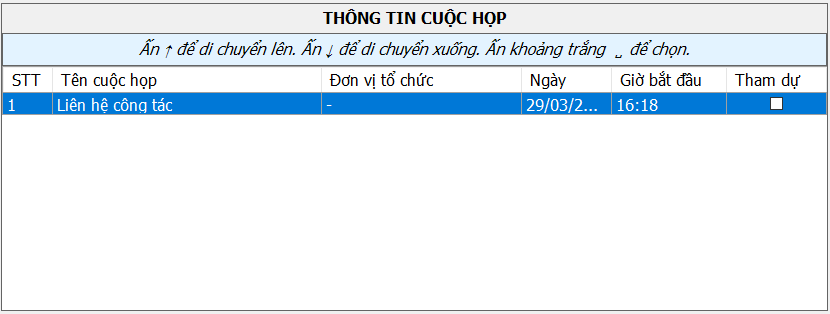 THÔNG TIN CUỘC HỌP
Ấn ↑ để di chuyển lên. Ấn ↓ để di chuyển xuống. Ấn khoảng trắng ␣ để chọn.
STT Tên cuộc họp Đơn vị tổ chức Ngày Giờ bắt đầu Tham dự
1 Liên hệ công tác - 29/03/2... 16:18